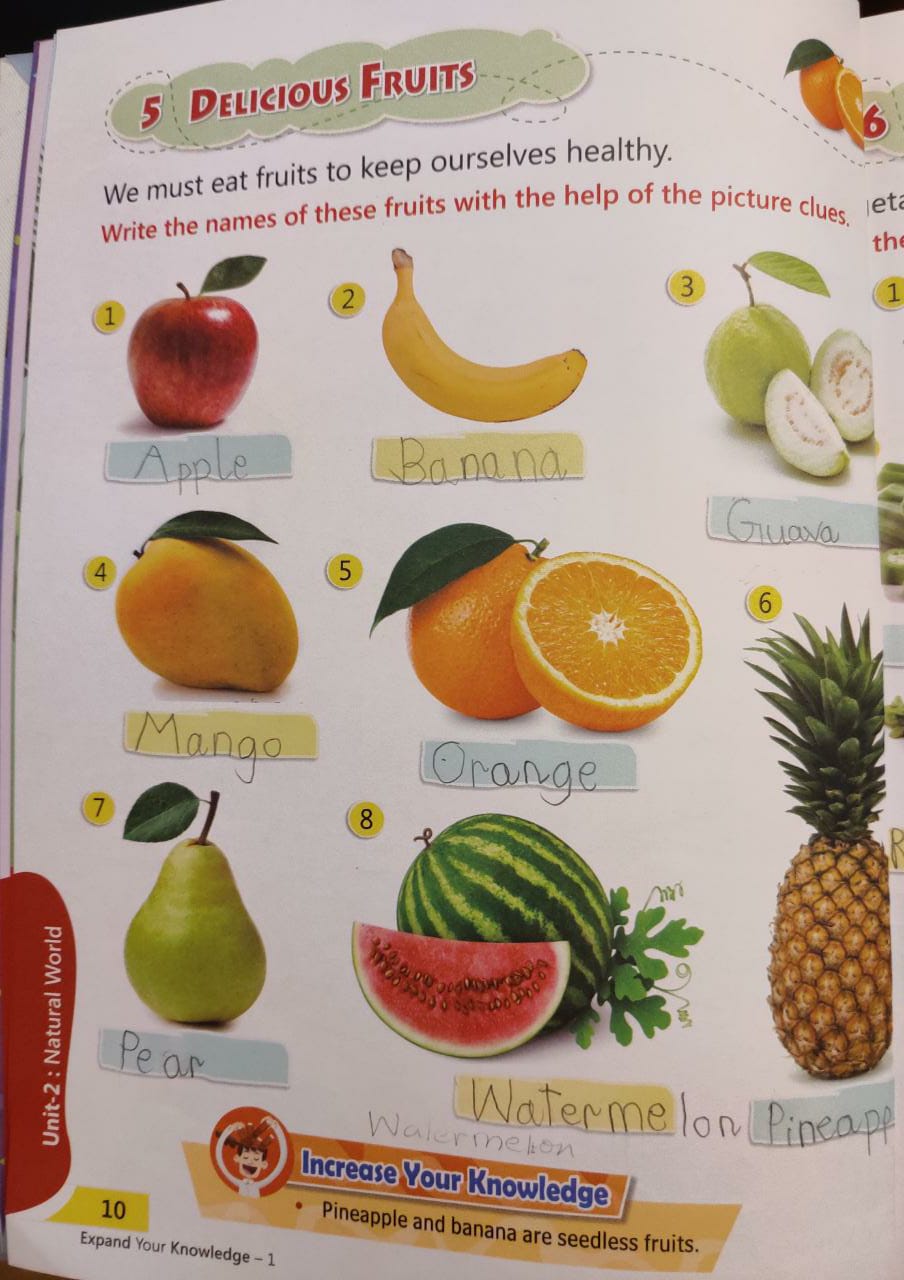 5 DELICIOUS FRUITS
6
We must eat fruits to keep ourselves healthy.
Write the names of these fruits with the help of the picture clues.
eta
the
1
2
3
1
Apple
Banana
Guava
4
5
6
Mango
Orange
7
8
Pear
Watermelon
Pineapp
Watermelon
Increase Your Knowledge
• Pineapple and banana are seedless fruits.
Unit-2 : Natural World
10
Expand Your Knowledge – 1